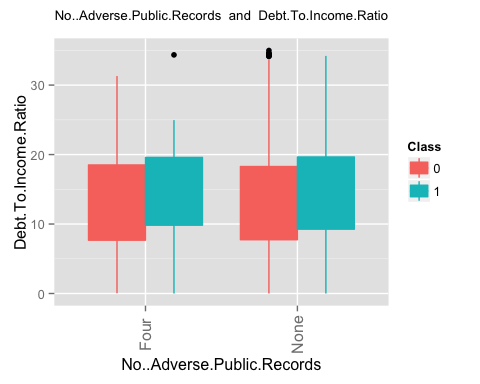 No..Adverse.Public.Records and Debt.To.Income.Ratio
Debt.To.Income.Ratio
30
20
10
0
Four
None
No..Adverse.Public.Records
Class
0
1